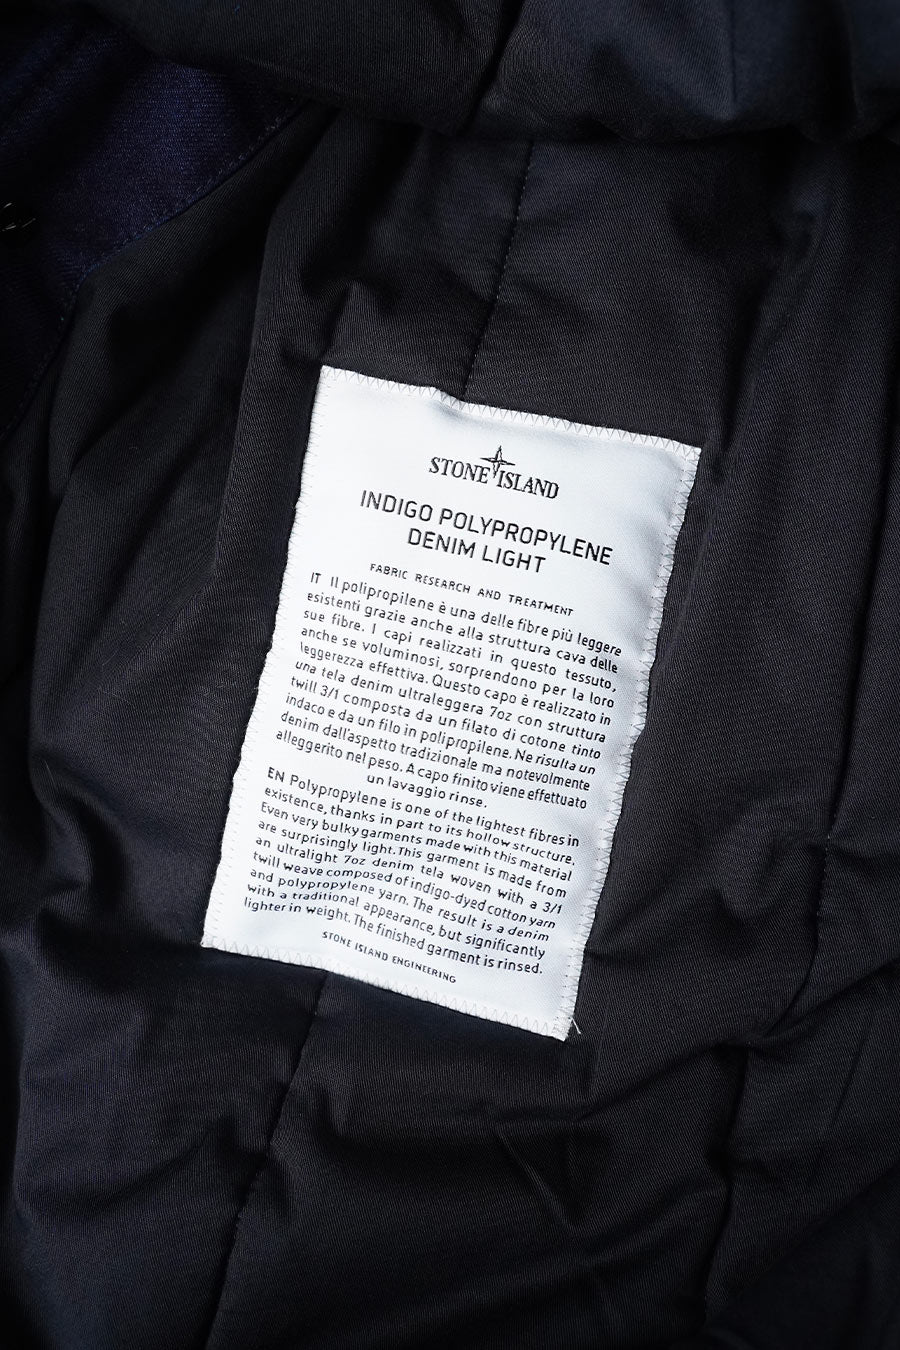 STONE ISLAND
INDIGO POLYPROPYLENE
DENIM LIGHT
FABRIC RESEARCH AND TREATMENT
IT Il polipropilene è una delle fibre più leggere
esistenti grazie anche alla struttura cava delle
sue fibre. I capi realizzati in questo tessuto,
anche se voluminosi, sorprendono per la loro
leggerezza effettiva. Questo capo è realizzato in
una tela denim ultraleggera 7oz con struttura
twill 3/1 composta da un filato di cotone tinto
indaco e da un filo in polipropilene. Ne risulta un
denim dall'aspetto tradizionale ma notevolmente
alleggerito nel peso. A capo finito viene effettuato
un lavaggio rinse.
EN Polypropylene is one of the lightest fibres in
existence, thanks in part to its hollow structure.
Even very bulky garments made with this material
are surprisingly light. This garment is made from
an ultralight 7oz denim tela woven with a 3/1
twill weave composed of indigo-dyed cotton yarn
and polypropylene yarn. The result is a denim
with a traditional appearance, but significantly
lighter in weight. The finished garment is rinsed.
STONE ISLAND ENGINEERING